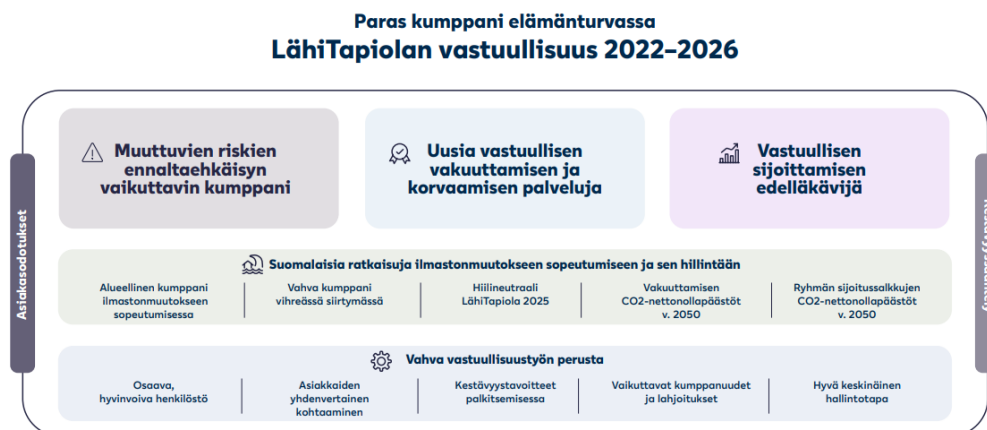 Paras kumppani elämänturvassa
LähiTapiolan vastuullisuus 2022–2026
Asiakasodotukset
Muuttuvien riskien
ennaltaehkäisyn
vaikuttavin kumppani
Uusia vastuullisen
vakuuttamisen ja
korvaamisen palveluja
Vastuullisen
sijoittamisen
edelläkävijä
Suomalaisia ratkaisuja ilmastonmuutokseen sopeutumiseen ja sen hillintään
Alueellinen kumppani
ilmastonmuutokseen
sopeutumisessa
Vahva kumppani
vihreässä siirtymässä
Hiilineutraali
LähiTapiola 2025
Vakuuttamisen
CO2-nettonollapäästöt
v. 2050
Ryhmän sijoitussalkkujen
CO2-nettonollapäästöt
v. 2050
Vahva vastuullisuustyön perusta
Osaava,
hyvinvoiva henkilöstö
Asiakkaiden
yhdenvertainen
kohtaaminen
Kestävyystavoitteet
palkitsemisessa
Vaikuttavat kumppanuudet
ja lahjoitukset
Hyvä keskinäinen
hallintotapa